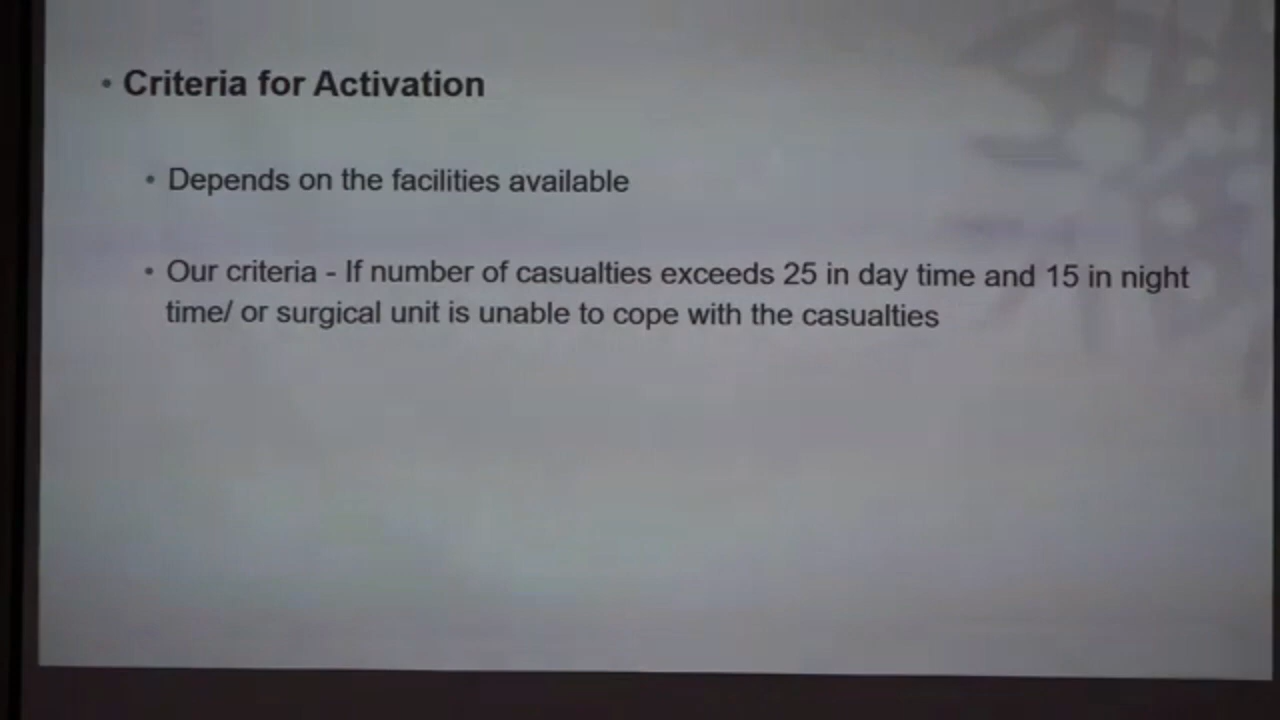 • Criteria for Activation
• Depends on the facilities available
• Our criteria - If number of casualties exceeds 25 in day time and 15 in night
time/ or surgical unit is unable to cope with the casualties